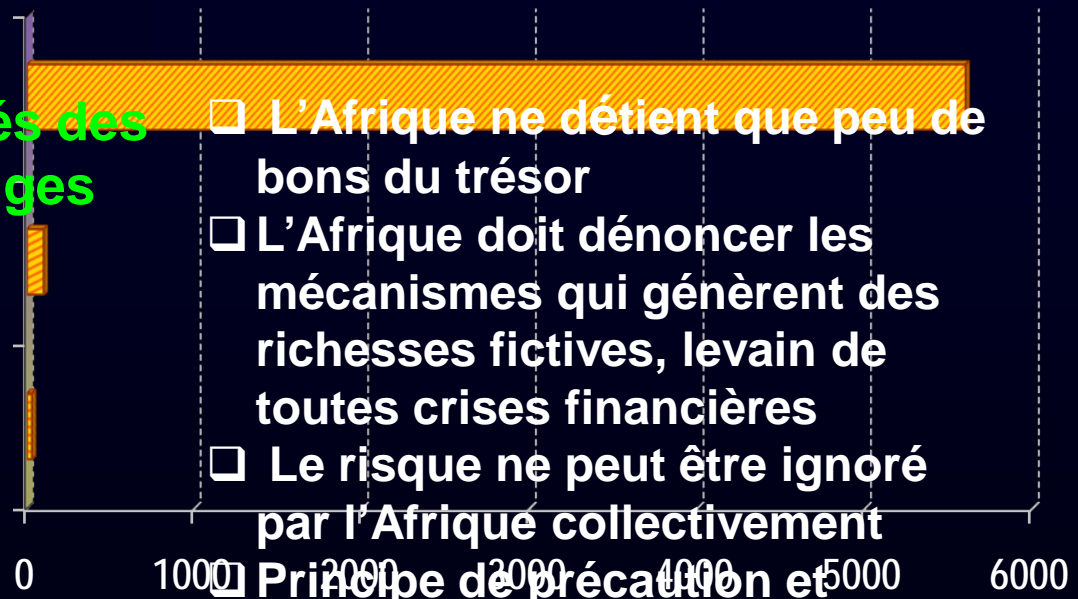 és des
ges
❑ L’Afrique ne détient que peu de
bons du trésor
❑ L’Afrique doit dénoncer les
mécanismes qui génèrent des
richesses fictives, levain de
toutes crises financières
❑ Le risque ne peut être ignoré
par l’Afrique collectivement
❑ Principe de précaution et
0 1000 2000 3000 4000 5000 6000